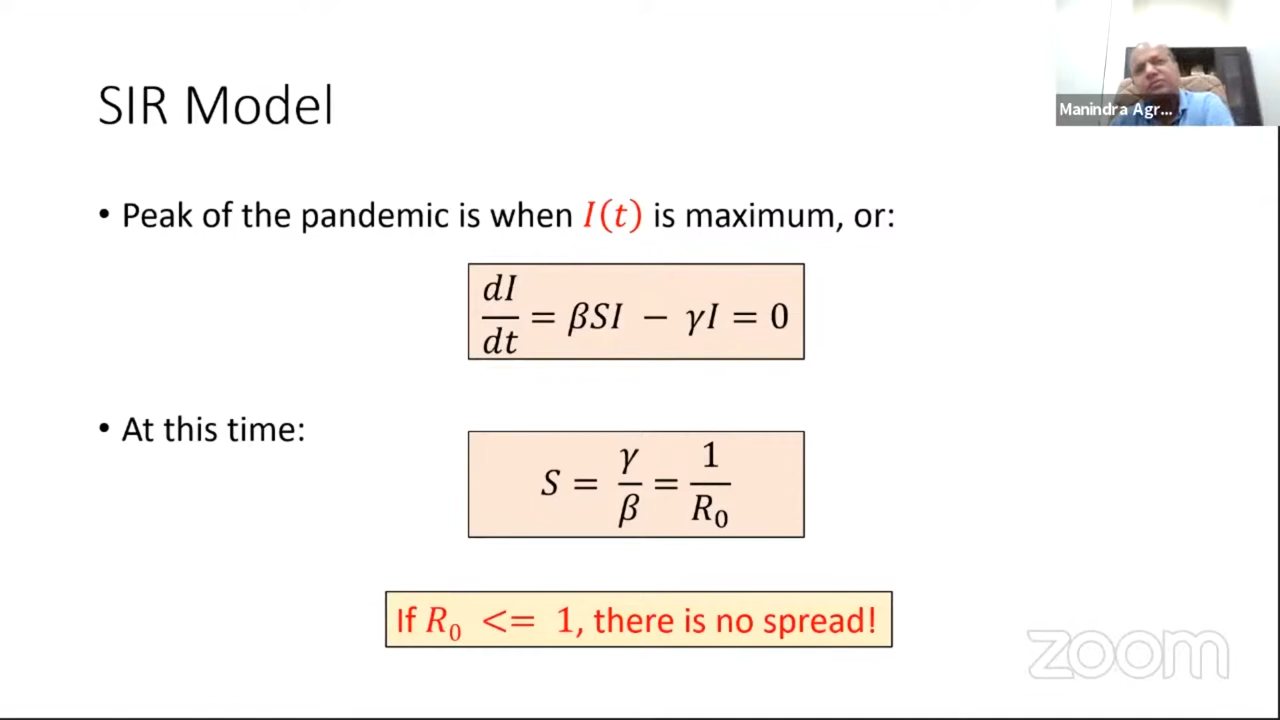 SIR Model
Manindra Agr...
• Peak of the pandemic is when I(t) is maximum, or:
dI/dt = βSI − γI = 0
• At this time:
S = γ/β = 1/R₀
If R₀ <= 1, there is no spread!
zoom